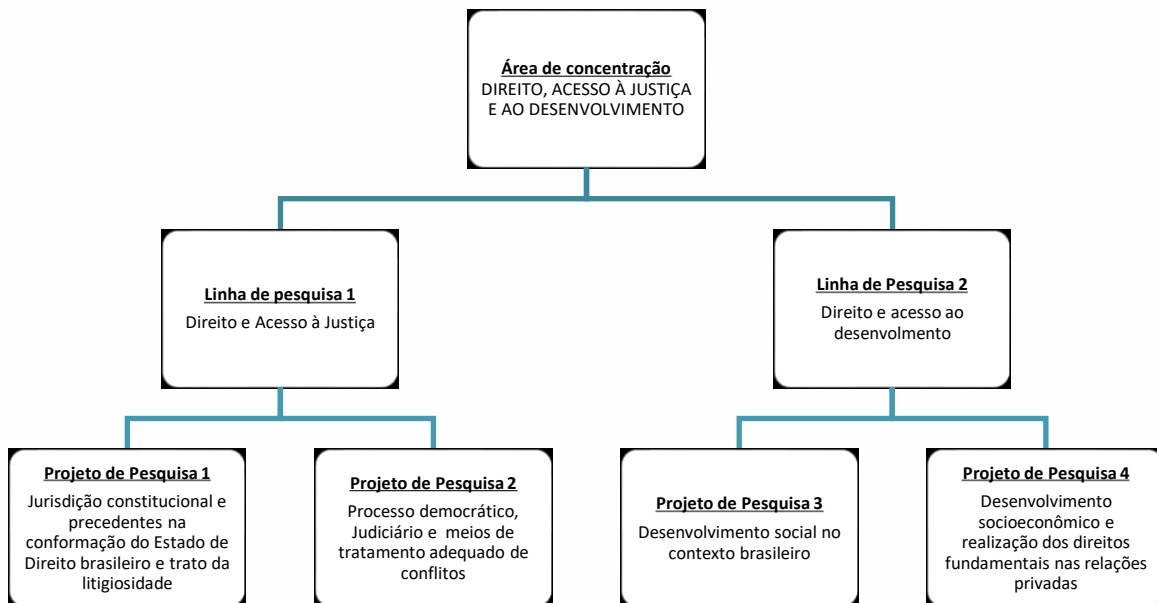 Área de concentração
DIREITO, ACESSO À JUSTIÇA
E AO DESENVOLVIMENTO
Linha de pesquisa 1
Direito e Acesso à Justiça
Linha de Pesquisa 2
Direito e acesso ao
desenvolmento
Projeto de Pesquisa 1
Jurisdição constitucional e
precedentes na
conformação do Estado de
Direito brasileiro e trato da
litigiosidade
Projeto de Pesquisa 2
Processo democrático,
Judiciário e meios de
tratamento adequado de
conflitos
Projeto de Pesquisa 3
Desenvolvimento social no
contexto brasileiro
Projeto de Pesquisa 4
Desenvolvimento
socioeconômico e
realização dos direitos
fundamentais nas relações
privadas